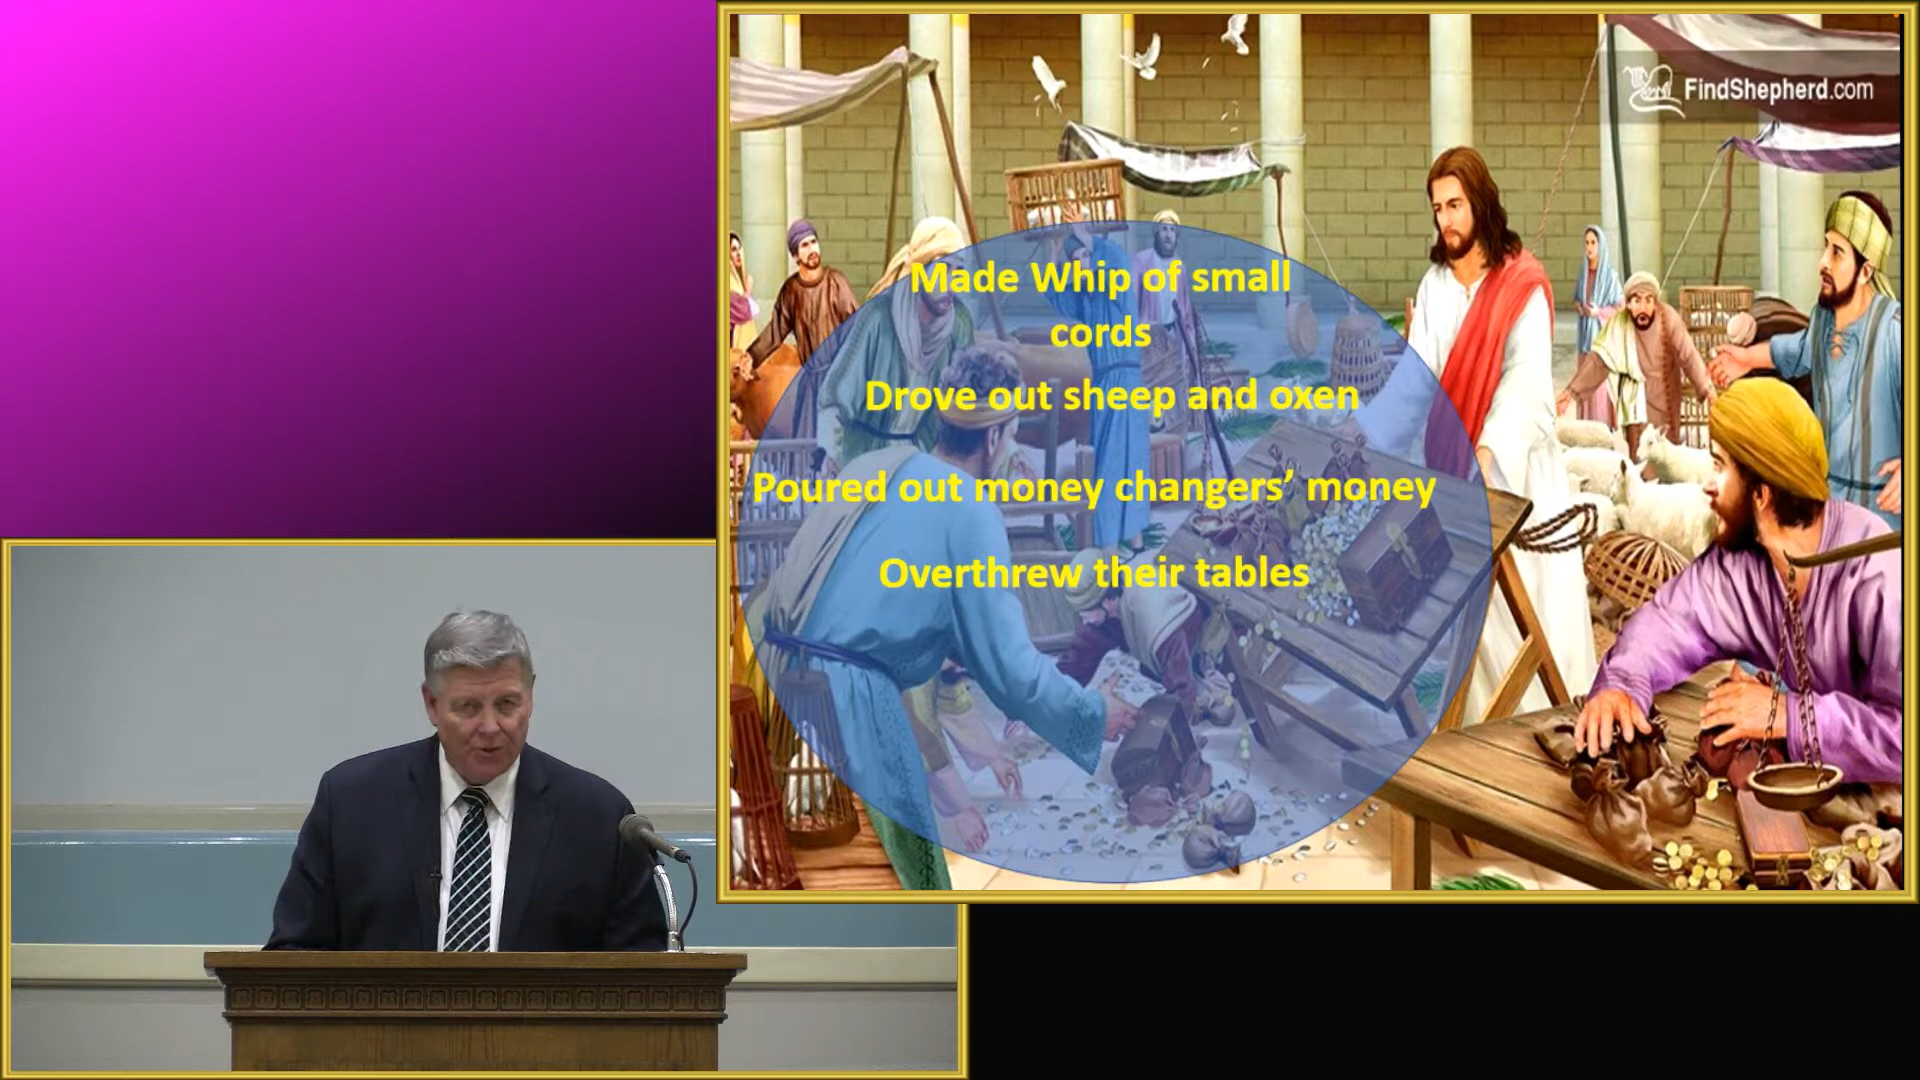 FindShepherd.com
Made Whip of small
cords
Drove out sheep and oxen
Poured out money changers’ money
Overthrew their tables